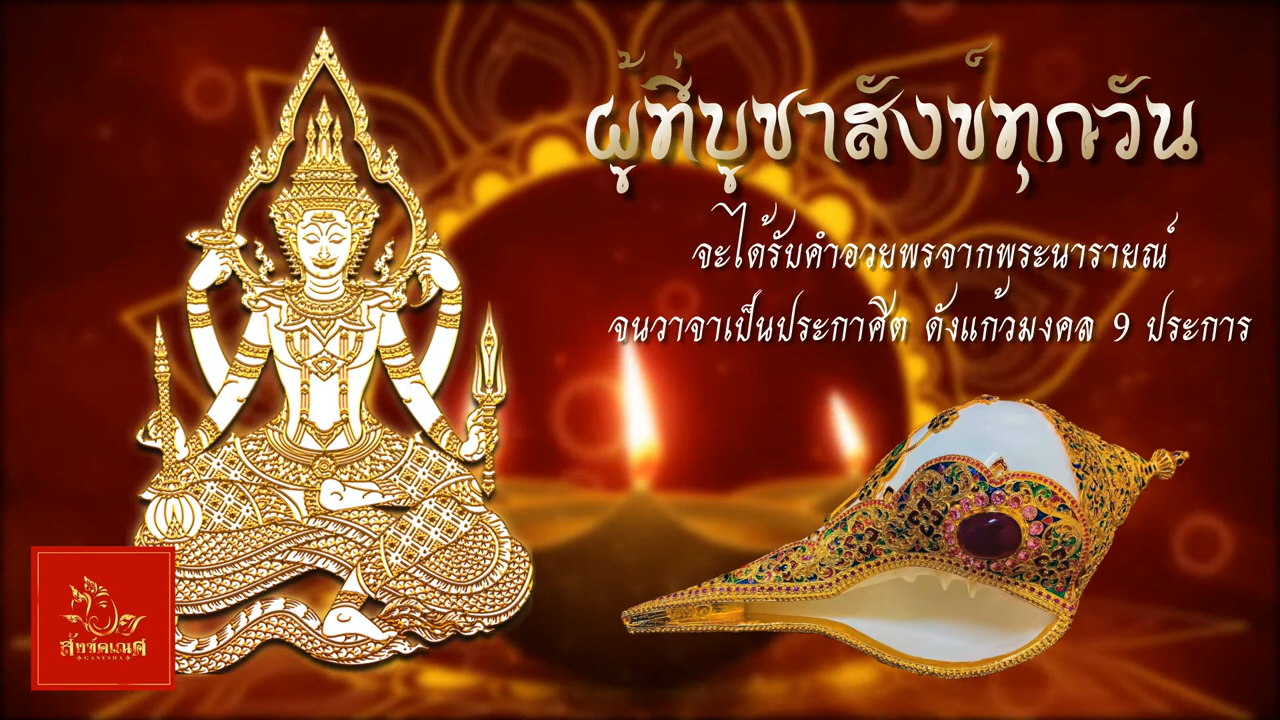 ผู้ที่บูชาสังข์ทุกวัน
จะได้รับคำอวยพรจากพระนารายณ์
จนวาจาเป็นประกาศิต ดังแก้วมงคล 9 ประการ
สังข์คเณศ
GANESHA